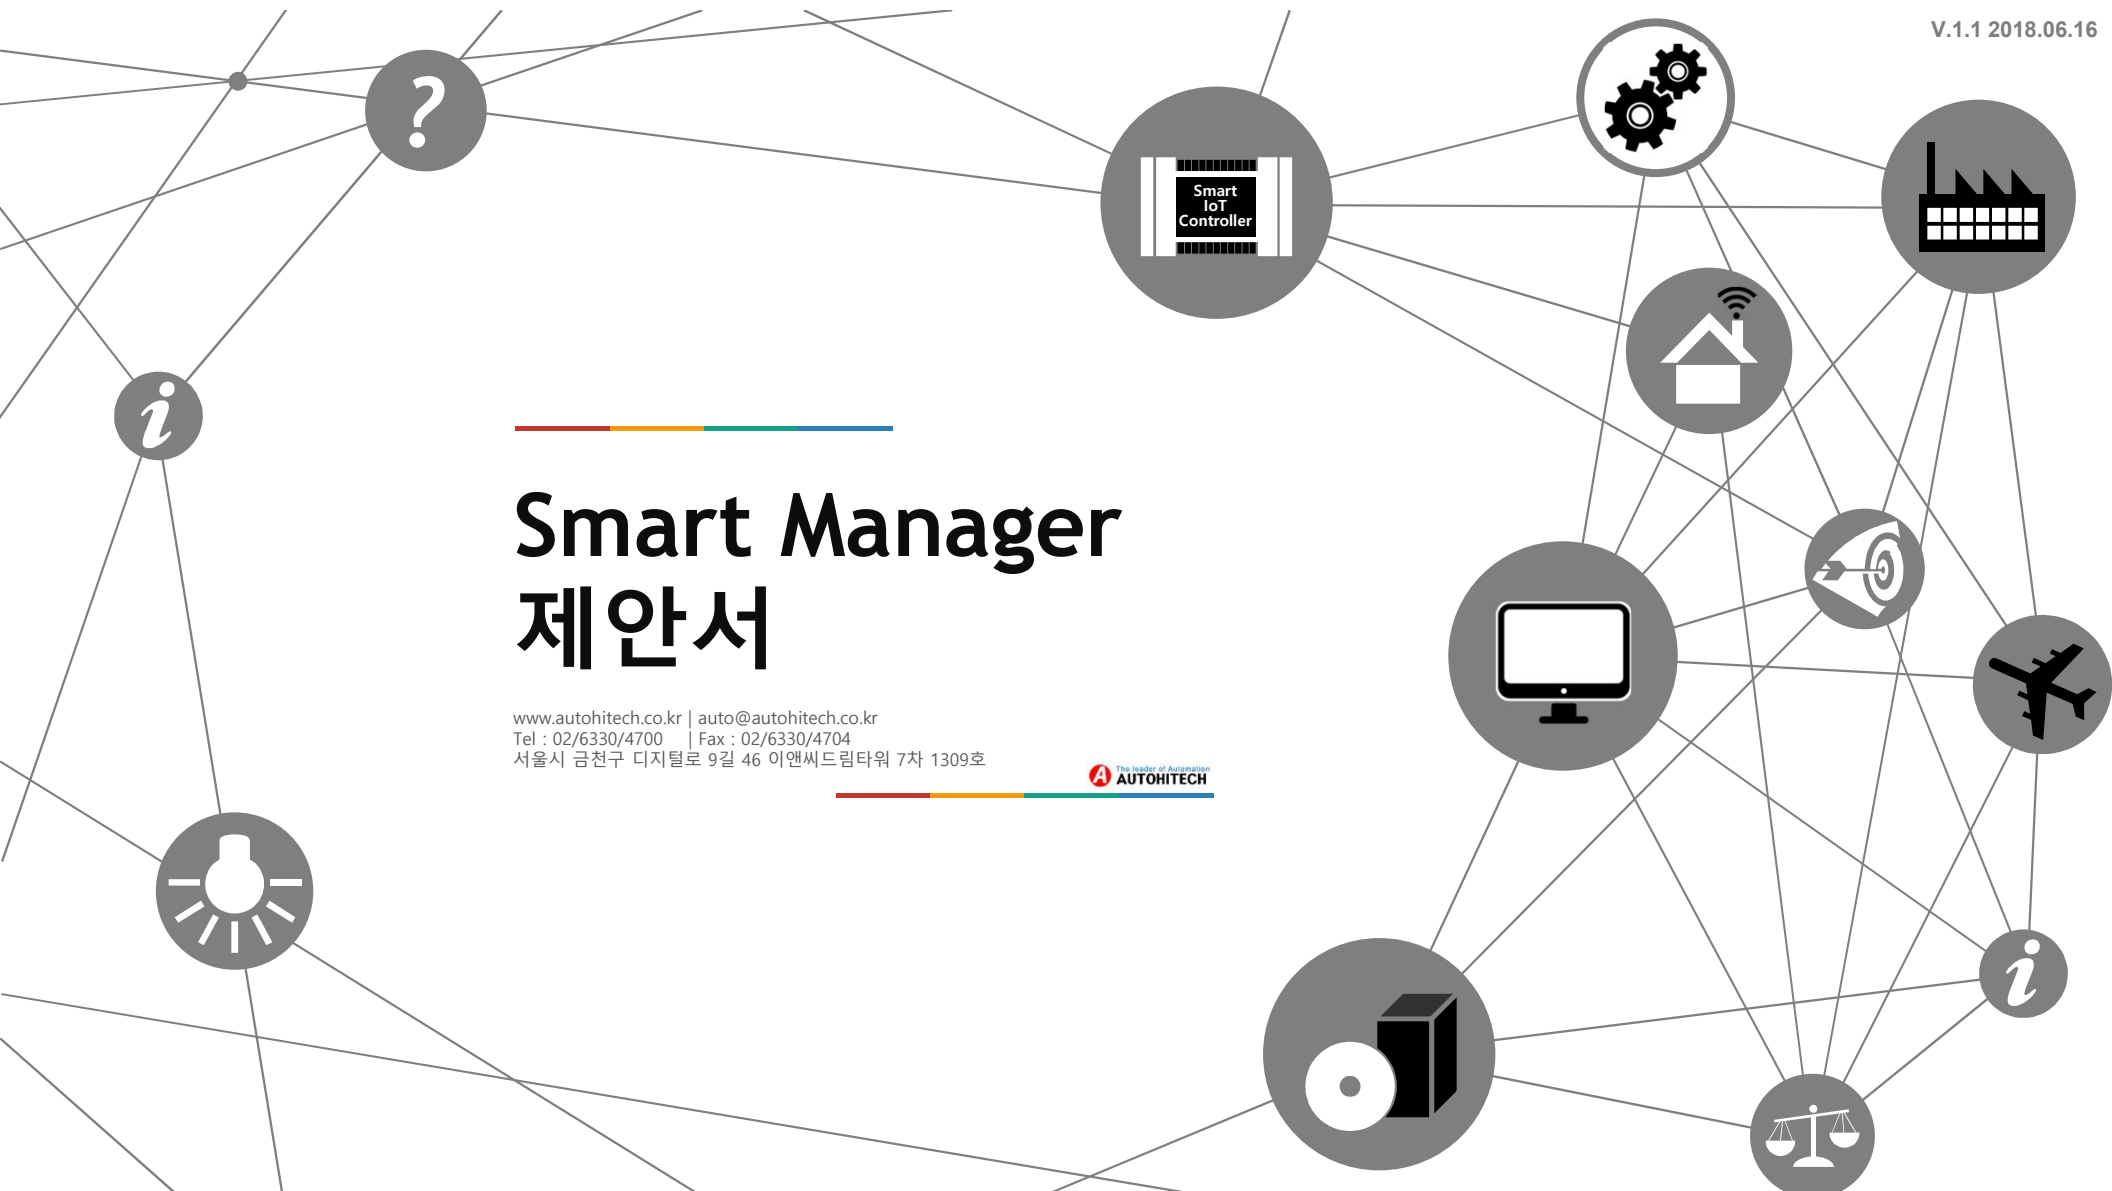 V.1.1 2018.06.16
?
Smart
IoT
Controller
i
Smart Manager
제안서
www.autohitech.co.kr | auto@autohitech.co.kr
Tel : 02/6330/4700 | Fax : 02/6330/4704
서울시 금천구 디지털로 9길 46 이앤씨드림타워 7차 1309호
A The leader of Automation
AUTOHITECH
i